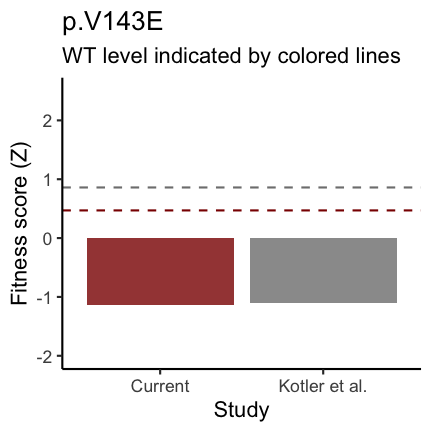 p.V143E
WT level indicated by colored lines
Fitness score (Z)
2
1
0
-1
-2
Current
Kotler et al.
Study